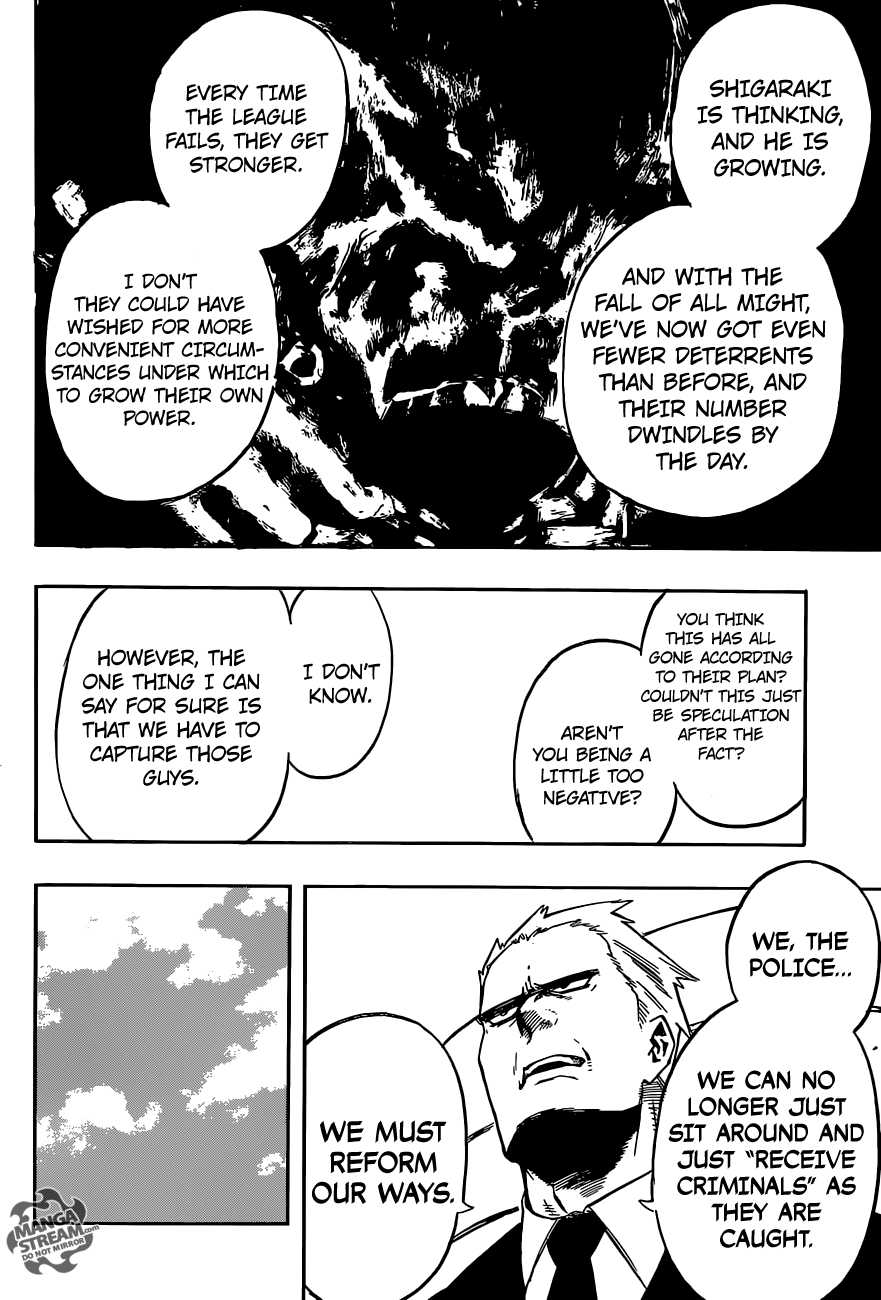 SHIGARAKI
IS THINKING,
AND HE IS
GROWING.
AND WITH THE
FALL OF ALL MIGHT,
WE'VE NOW GOT EVEN
FEWER DETERRENTS
THAN BEFORE, AND
THEIR NUMBER
DWINDLES BY
THE DAY.
EVERY TIME
THE LEAGUE
FAILS, THEY GET
STRONGER.
I DON'T
THEY COULD HAVE
WISHED FOR MORE
CONVENIENT CIRCUM-
STANCES UNDER WHICH
TO GROW THEIR OWN
POWER.
YOU THINK
THIS HAS ALL
GONE ACCORDING
TO THEIR PLAN?
COULDN'T THIS JUST
BE SPECULATION
AFTER THE
FACT?
AREN'T
YOU BEING A
LITTLE TOO
NEGATIVE?
I DON'T
KNOW.
HOWEVER, THE
ONE THING I CAN
SAY FOR SURE IS
THAT WE HAVE TO
CAPTURE THOSE
GUYS.
WE, THE
POLICE...
WE CAN NO
LONGER JUST
SIT AROUND AND
JUST "RECEIVE
CRIMINALS" AS
THEY ARE
CAUGHT.
WE MUST
REFORM
OUR WAYS.
MANGA
STREAM.com
DO NOT MIRROR